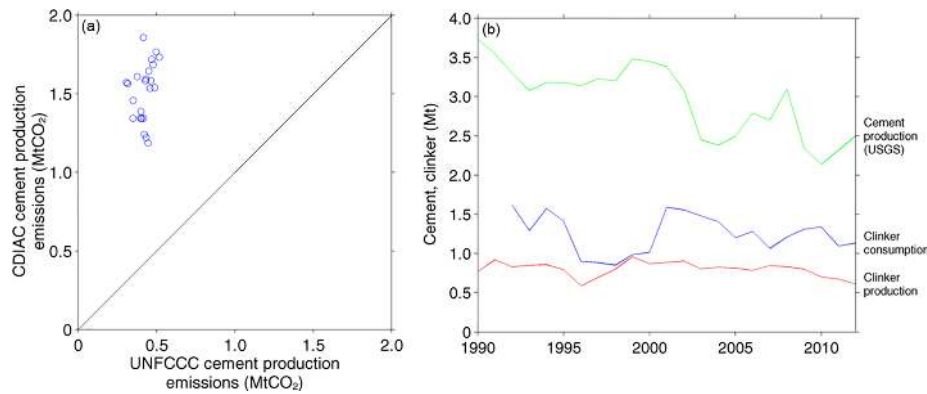 (a)
2.0
1.5
1.0
0.5
0
0
0.5
1.0
1.5
2.0
CDIAC cement production
emissions (MtCO₂)
UNFCCC cement production
emissions (MtCO₂)
(b)
4.0
3.5
3.0
2.5
2.0
1.5
1.0
0.5
0.0
1990
1995
2000
2005
2010
Cement, clinker (Mt)
Cement
production
(USGS)
Clinker
consumption
Clinker
production